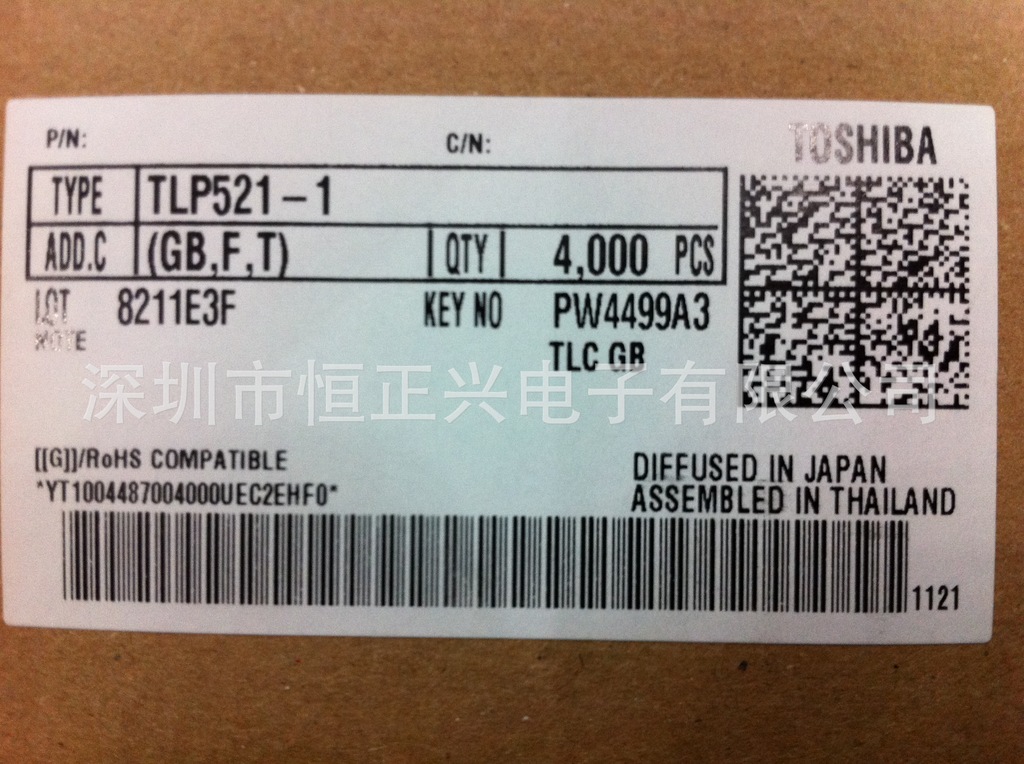 P/N: C/N: TOSHIBA
TYPE TLP521-1
ADD.C (GB,F,T) QTY 4,000 PCS
LOT 8211E3F KEY NO PW4499A3
NOTE TLC GB
深圳市恒正兴电子有限公司
[[G]]/RoHS COMPATIBLE
*YT1004487004000UEC2EHF0*
DIFFUSED IN JAPAN
ASSEMBLED IN THAILAND
1121